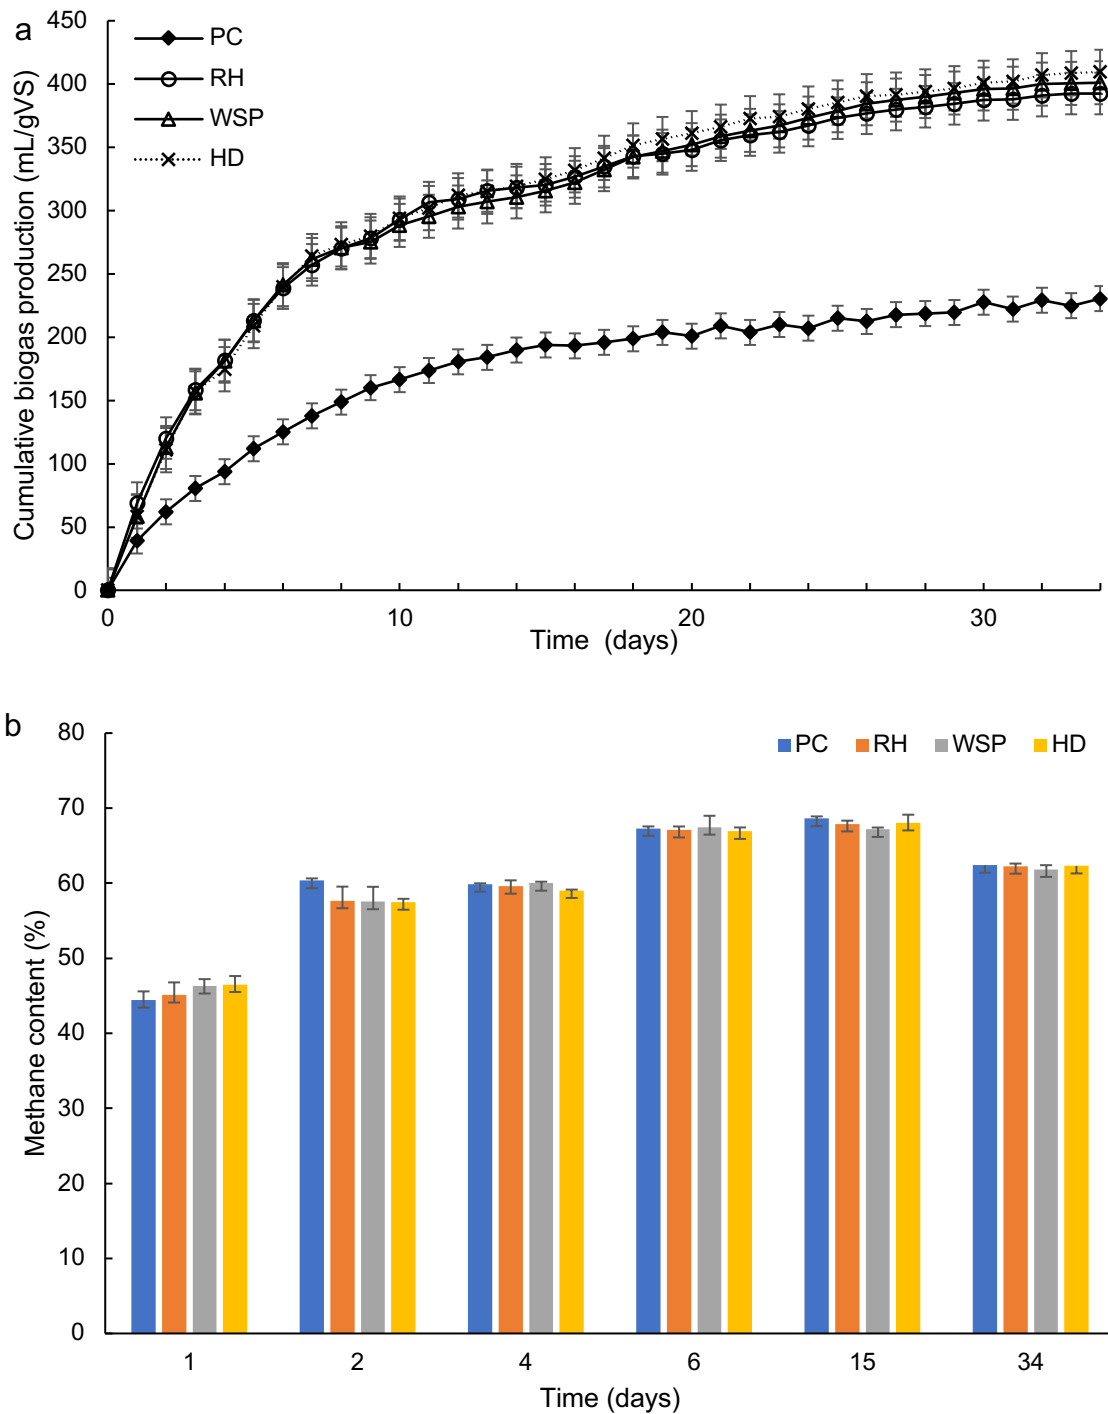 a
PC
RH
WSP
HD
450
400
350
300
250
200
150
100
50
0
Cumulative biogas production (mL/gVS)
0 10 20 30
Time (days)
b
PC RH WSP HD
80
70
60
50
40
30
20
10
0
Methane content (%)
1 2 4 6 15 34
Time (days)